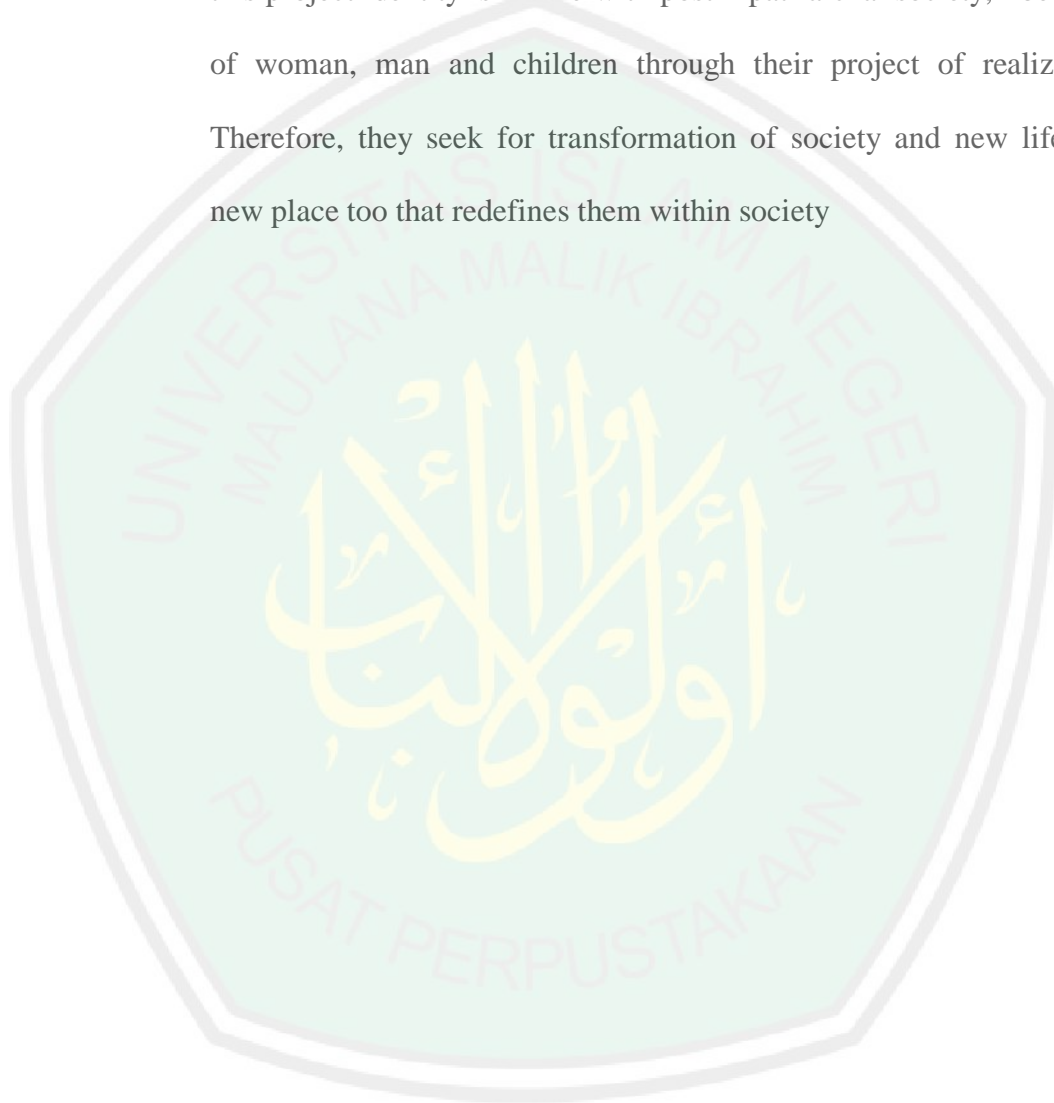 of woman, man and children through their project of realiz
Therefore, they seek for transformation of society and new life
new place too that redefines them within society
UNIVERSITAS ISLAM NEGERI
MAULANA MALIK IBRAHIM
أولو الألباب
PUSAT PERPUSTAKAAN